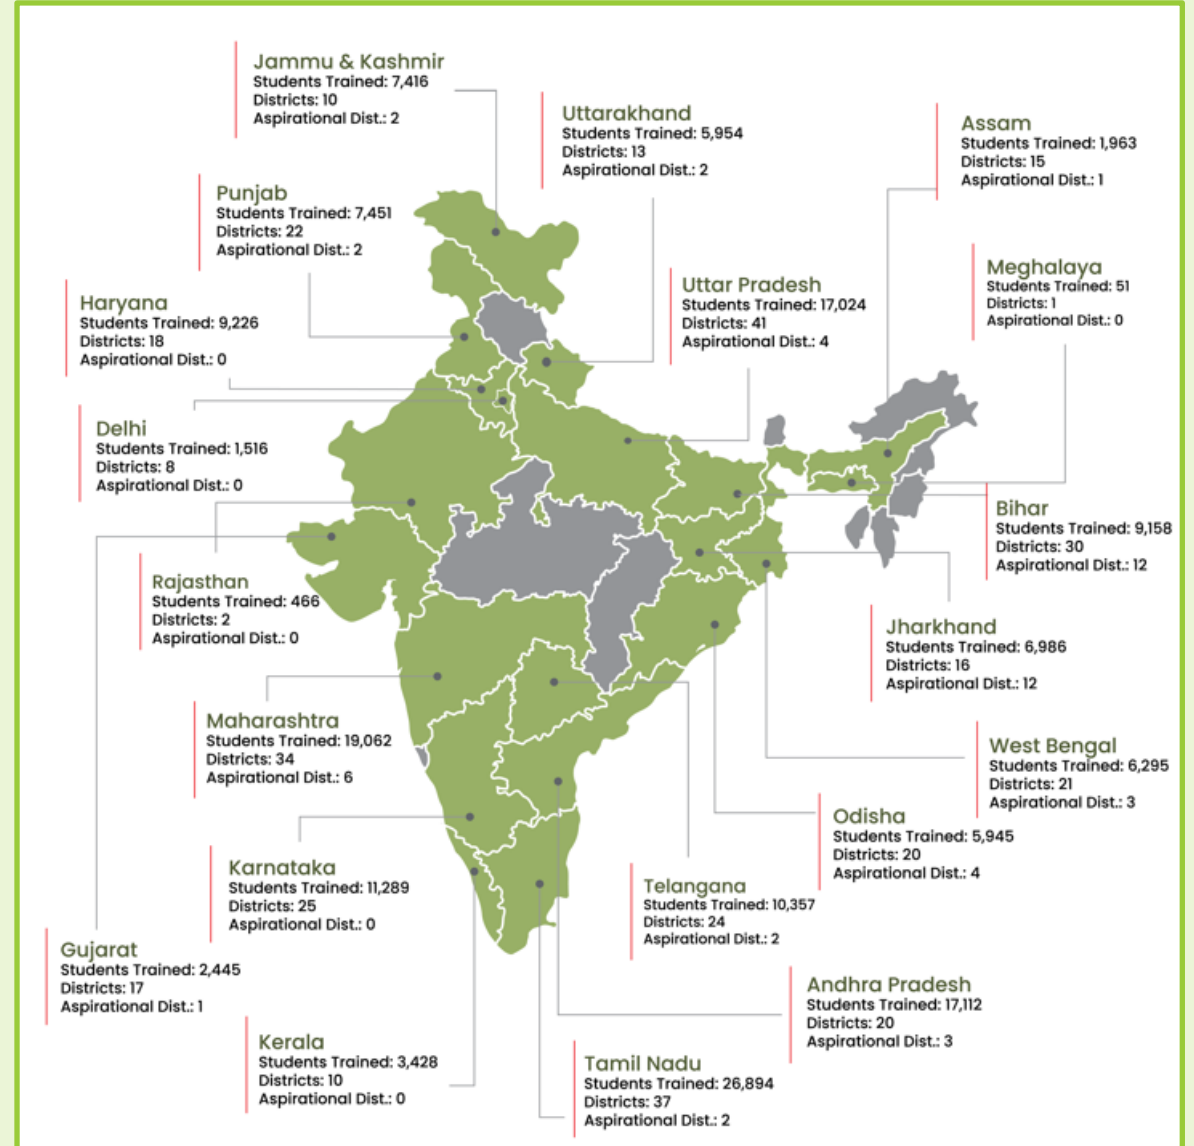 Jammu & Kashmir
Students Trained: 7,416
Districts: 10
Aspirational Dist.: 2
Uttarakhand
Students Trained: 5,954
Districts: 13
Aspirational Dist.: 2
Assam
Students Trained: 1,963
Districts: 15
Aspirational Dist.: 1
Punjab
Students Trained: 7,451
Districts: 22
Aspirational Dist.: 2
Meghalaya
Students Trained: 51
Districts: 1
Aspirational Dist.: 0
Uttar Pradesh
Students Trained: 17,024
Districts: 41
Aspirational Dist.: 4
Haryana
Students Trained: 9,226
Districts: 18
Aspirational Dist.: 0
Delhi
Students Trained: 1,516
Districts: 8
Aspirational Dist.: 0
Bihar
Students Trained: 9,158
Districts: 30
Aspirational Dist.: 12
Rajasthan
Students Trained: 466
Districts: 2
Aspirational Dist.: 0
Jharkhand
Students Trained: 6,986
Districts: 16
Aspirational Dist.: 12
Maharashtra
Students Trained: 19,062
Districts: 34
Aspirational Dist.: 6
West Bengal
Students Trained: 6,295
Districts: 21
Aspirational Dist.: 3
Odisha
Students Trained: 5,945
Districts: 20
Aspirational Dist.: 4
Karnataka
Students Trained: 11,289
Districts: 25
Aspirational Dist.: 0
Telangana
Students Trained: 10,357
Districts: 24
Aspirational Dist.: 2
Gujarat
Students Trained: 2,445
Districts: 17
Aspirational Dist.: 1
Andhra Pradesh
Students Trained: 17,112
Districts: 20
Aspirational Dist.: 3
Kerala
Students Trained: 3,428
Districts: 10
Aspirational Dist.: 0
Tamil Nadu
Students Trained: 26,894
Districts: 37
Aspirational Dist.: 2